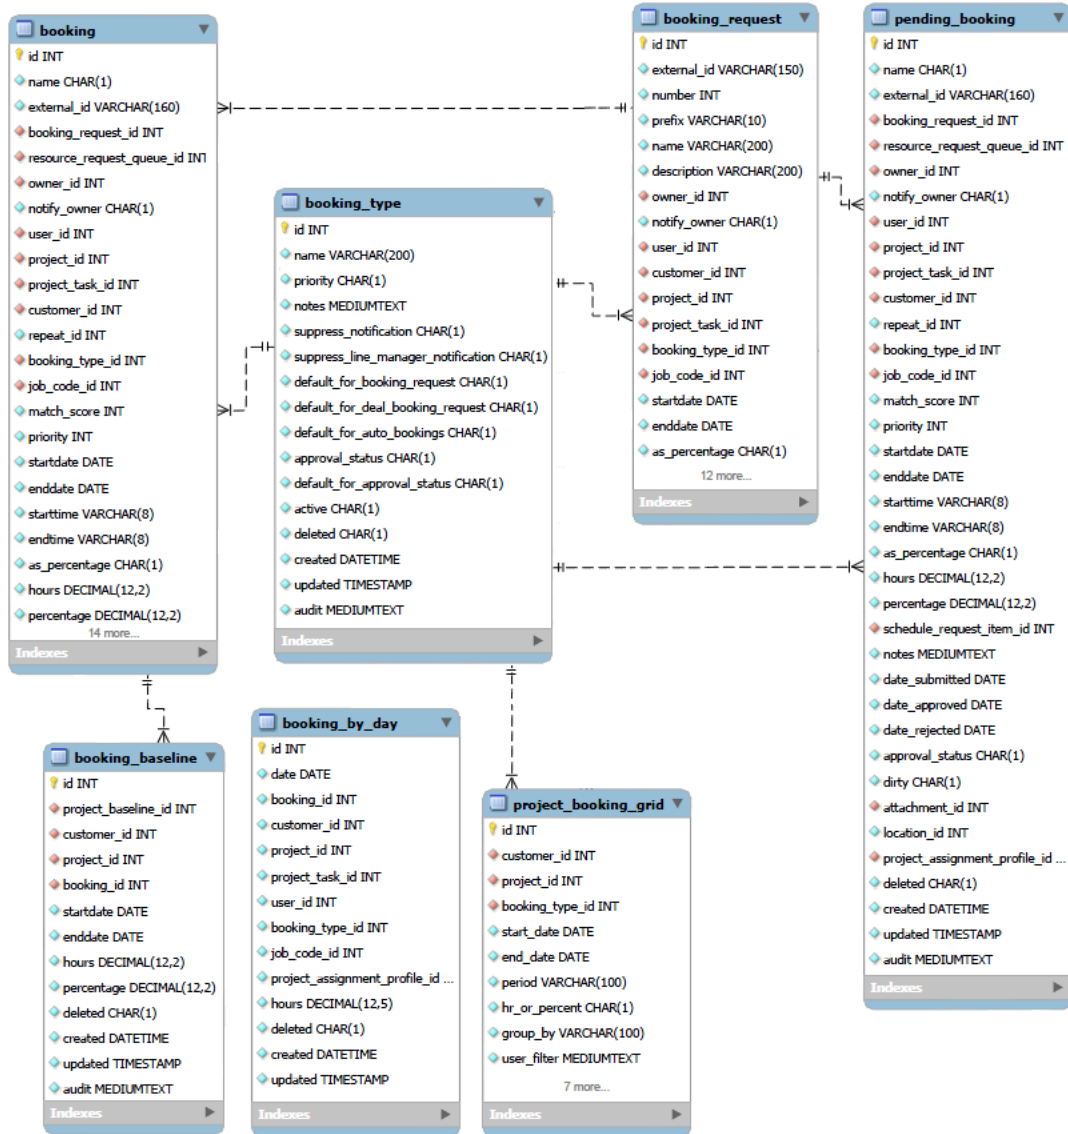 booking
id INT
name CHAR(1)
external_id VARCHAR(160)
booking_request_id INT
resource_request_queue_id INT
owner_id INT
notify_owner CHAR(1)
user_id INT
project_id INT
project_task_id INT
customer_id INT
repeat_id INT
booking_type_id INT
job_code_id INT
match_score INT
priority INT
startdate DATE
enddate DATE
starttime VARCHAR(8)
endtime VARCHAR(8)
as_percentage CHAR(1)
hours DECIMAL(12,2)
percentage DECIMAL(12,2)
14 more...
Indexes
booking_type
id INT
name VARCHAR(200)
priority CHAR(1)
notes MEDIUMTEXT
suppress_notification CHAR(1)
suppress_line_manager_notification CHAR(1)
default_for_booking_request CHAR(1)
default_for_deal_booking_request CHAR(1)
default_for_auto_bookings CHAR(1)
approval_status CHAR(1)
default_for_approval_status CHAR(1)
active CHAR(1)
deleted CHAR(1)
created DATETIME
updated TIMESTAMP
audit MEDIUMTEXT
Indexes
booking_request
id INT
external_id VARCHAR(150)
number INT
prefix VARCHAR(10)
name VARCHAR(200)
description VARCHAR(200)
owner_id INT
notify_owner CHAR(1)
user_id INT
customer_id INT
project_id INT
project_task_id INT
booking_type_id INT
job_code_id INT
startdate DATE
enddate DATE
as_percentage CHAR(1)
12 more...
Indexes
pending_booking
id INT
name CHAR(1)
external_id VARCHAR(160)
booking_request_id INT
resource_request_queue_id INT
owner_id INT
notify_owner CHAR(1)
user_id INT
project_id INT
project_task_id INT
customer_id INT
repeat_id INT
booking_type_id INT
job_code_id INT
match_score INT
priority INT
startdate DATE
enddate DATE
starttime VARCHAR(8)
endtime VARCHAR(8)
as_percentage CHAR(1)
hours DECIMAL(12,2)
percentage DECIMAL(12,2)
schedule_request_item_id INT
notes MEDIUMTEXT
date_submitted DATE
date_approved DATE
date_rejected DATE
approval_status CHAR(1)
dirty CHAR(1)
attachment_id INT
location_id INT
project_assignment_profile_id ...
deleted CHAR(1)
created DATETIME
updated TIMESTAMP
audit MEDIUMTEXT
Indexes
booking_baseline
id INT
project_baseline_id INT
customer_id INT
project_id INT
booking_id INT
startdate DATE
enddate DATE
hours DECIMAL(12,2)
percentage DECIMAL(12,2)
deleted CHAR(1)
created DATETIME
updated TIMESTAMP
audit MEDIUMTEXT
Indexes
booking_by_day
id INT
date DATE
booking_id INT
customer_id INT
project_id INT
project_task_id INT
user_id INT
booking_type_id INT
job_code_id INT
project_assignment_profile_id ...
hours DECIMAL(12,5)
deleted CHAR(1)
created DATETIME
updated TIMESTAMP
Indexes
project_booking_grid
id INT
customer_id INT
project_id INT
booking_type_id INT
start_date DATE
end_date DATE
period VARCHAR(100)
hr_or_percent CHAR(1)
group_by VARCHAR(100)
user_filter MEDIUMTEXT
7 more...
Indexes